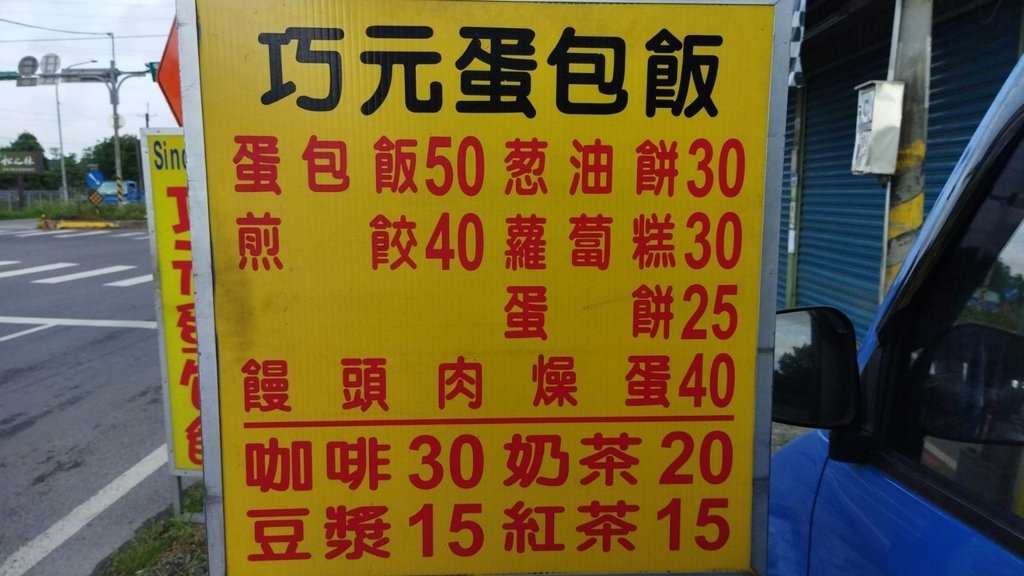 巧元蛋包飯
蛋包飯50 葱油餅30
煎餃40 蘿蔔糕30
蛋餅25
饅頭肉燥蛋40
咖啡30 奶茶20
豆漿15 紅茶15
Sinc